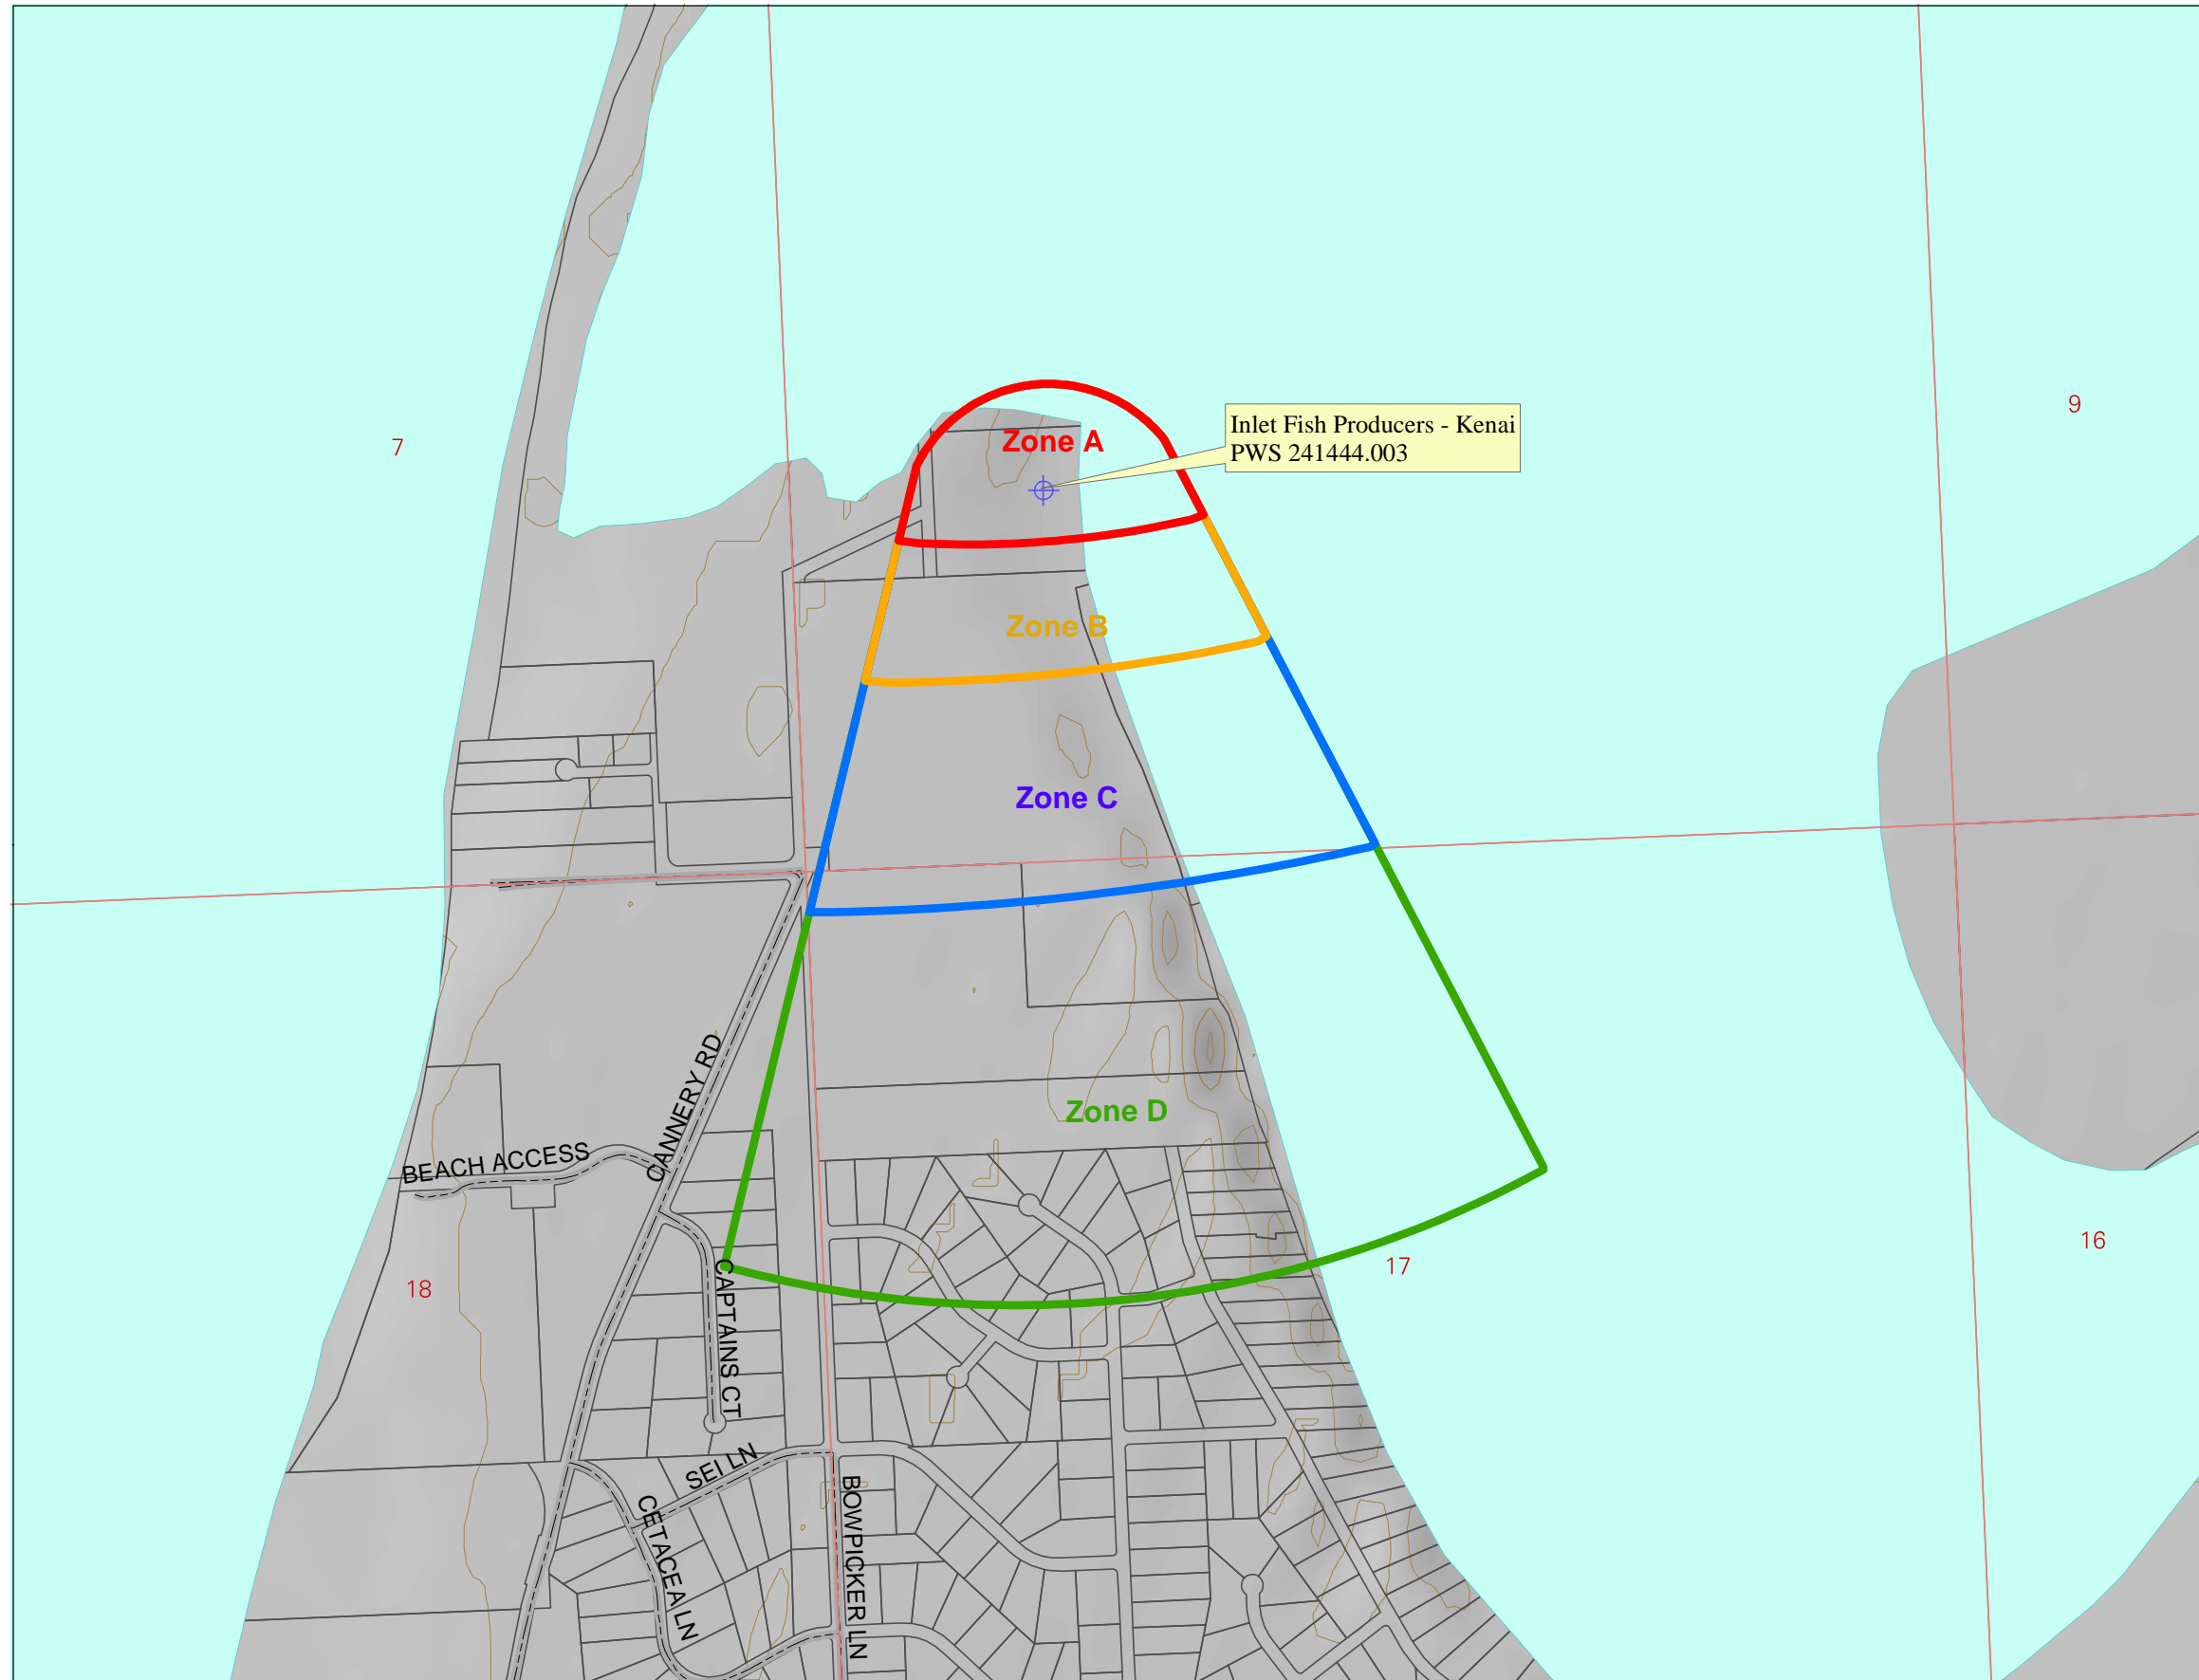 9
Inlet Fish Producers - Kenai
PWS 241444.003
Zone A
7
Zone B
Zone C
CANNERY RD
Zone D
BEACH ACCESS
16
17
18
CAPTAINS CT
SEI LN
CETACEA LN
BOWPICKER LN